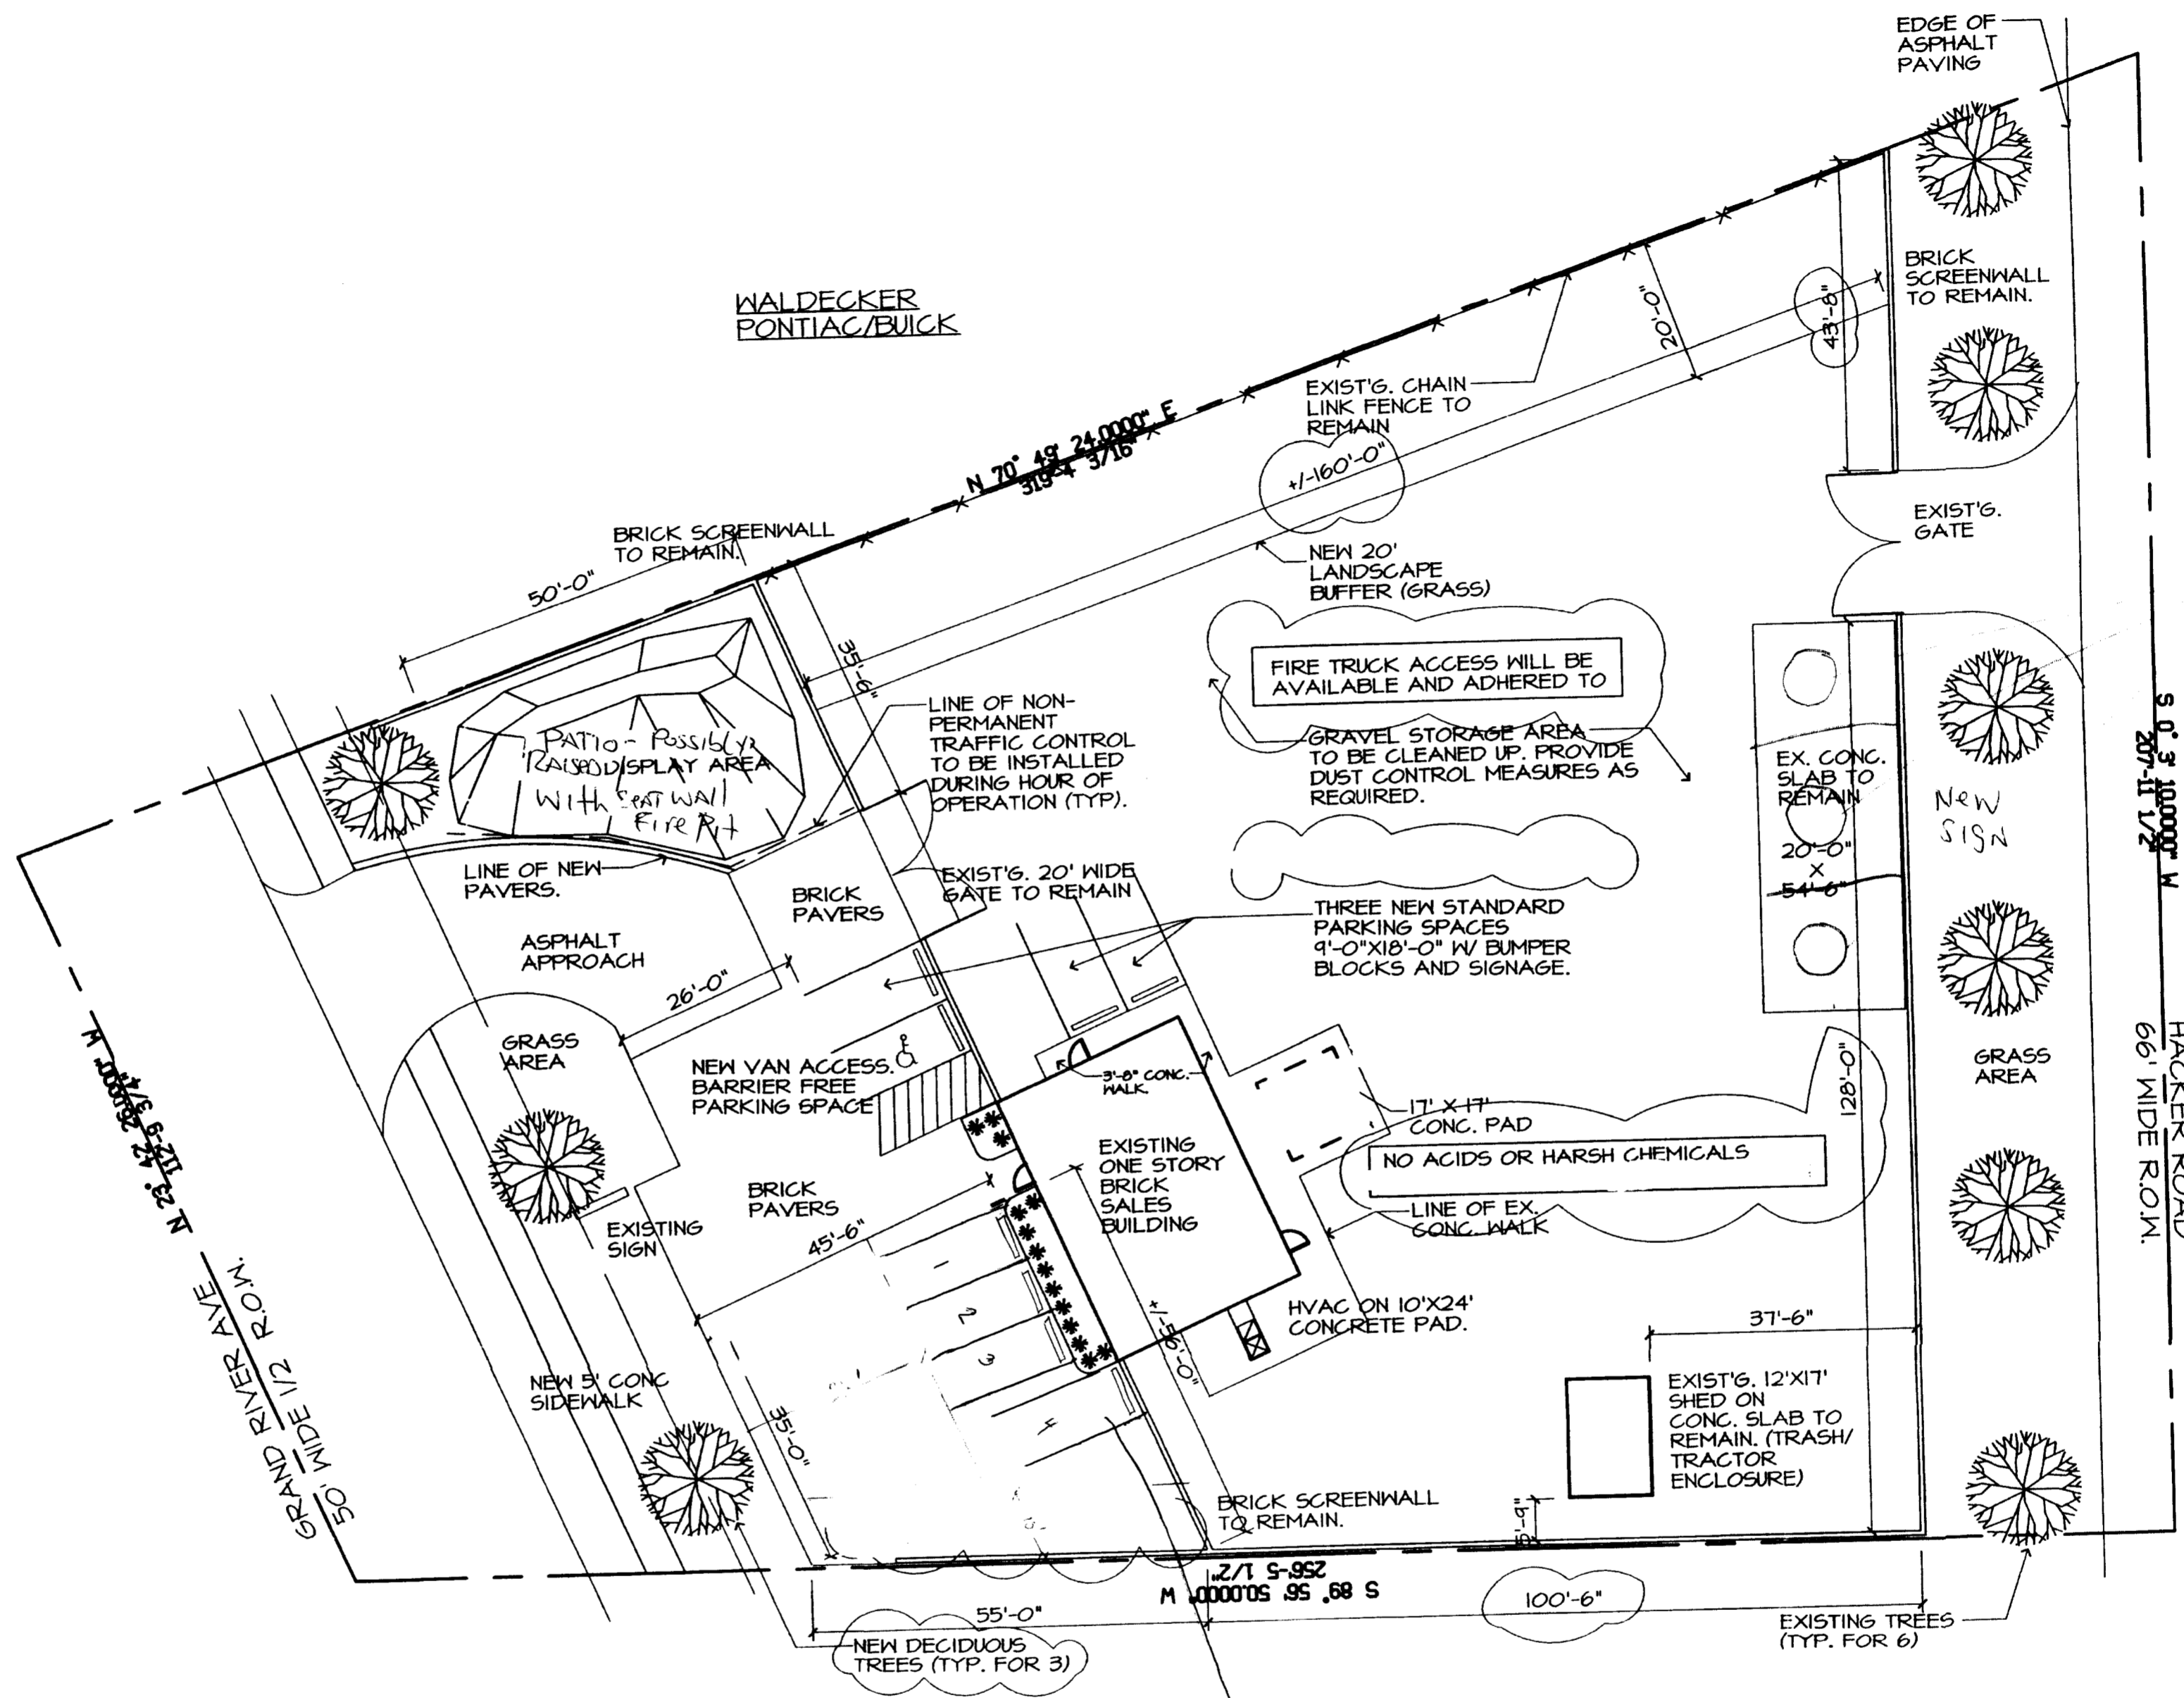 EDGE OF
ASPHALT
PAVING
WALDECKER
PONTIAC/BUICK
BRICK
SCREENWALL
TO REMAIN.
43'-8"
20'-0"
EXIST'G. CHAIN
LINK FENCE TO
REMAIN
N 70° 49' 24.0000" E
319'-4 3/16"
+/-160'-0"
EXIST'G.
GATE
BRICK SCREENWALL
TO REMAIN.
50'-0"
NEW 20'
LANDSCAPE
BUFFER (GRASS)
35'-6"
FIRE TRUCK ACCESS WILL BE
AVAILABLE AND ADHERED TO
LINE OF NON-
PERMANENT
TRAFFIC CONTROL
TO BE INSTALLED
DURING HOUR OF
OPERATION (TYP).
GRAVEL STORAGE AREA
TO BE CLEANED UP. PROVIDE
DUST CONTROL MEASURES AS
REQUIRED.
PATIO - Possibly
RAISED DISPLAY AREA
With SEAT WALL
Fire Pit
EX. CONC.
SLAB TO
REMAIN
20'-0"
X
54'-6"
New
SIGN
S 0° 3' 10.0000" W
207'-11 1/2"
LINE OF NEW
PAVERS.
BRICK
PAVERS
EXIST'G. 20' WIDE
GATE TO REMAIN
THREE NEW STANDARD
PARKING SPACES
9'-0"X18'-0" W/ BUMPER
BLOCKS AND SIGNAGE.
ASPHALT
APPROACH
26'-0"
GRASS
AREA
NEW VAN ACCESS.
BARRIER FREE
PARKING SPACE
3'-8" CONC.
WALK.
17' X 17'
CONC. PAD
128'-0"
GRASS
AREA
HACKER ROAD
66' WIDE R.O.W.
NO ACIDS OR HARSH CHEMICALS
EXISTING
ONE STORY
BRICK
SALES
BUILDING
LINE OF EX.
CONC. WALK
BRICK
PAVERS
45'-6"
EXISTING
SIGN
N 23° 42' W
112'-9 3/4"
GRAND RIVER AVE
50' WIDE 1/2 R.O.W.
1
2
3
4
HVAC ON 10'X24'
CONCRETE PAD.
+/-56'-0"
37'-6"
EXIST'G. 12'X17'
SHED ON
CONC. SLAB TO
REMAIN. (TRASH/
TRACTOR
ENCLOSURE)
NEW 5' CONC
SIDEWALK
35'-0"
BRICK SCREENWALL
TO REMAIN.
5'-9"
256'-5 1/2"
S 89° 56' 50.0000" W
55'-0"
100'-6"
NEW DECIDUOUS
TREES (TYP. FOR 3)
EXISTING TREES
(TYP. FOR 6)